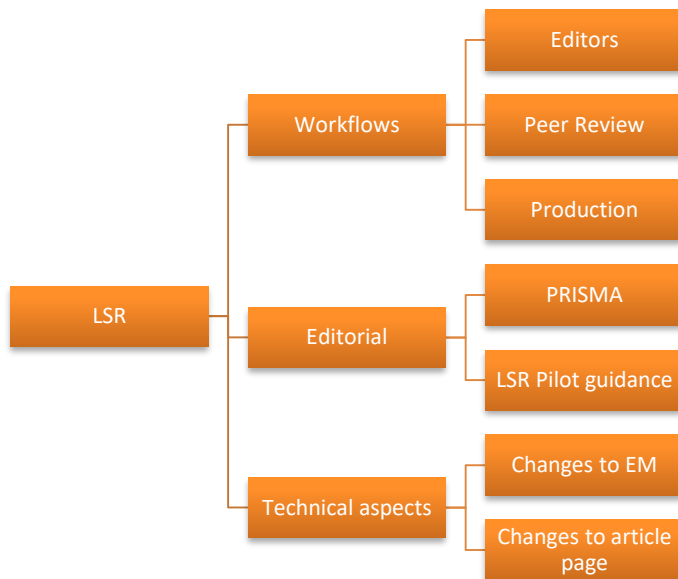 LSR
Workflows
Editors
Peer Review
Production
Editorial
PRISMA
LSR Pilot guidance
Technical aspects
Changes to EM
Changes to article
page